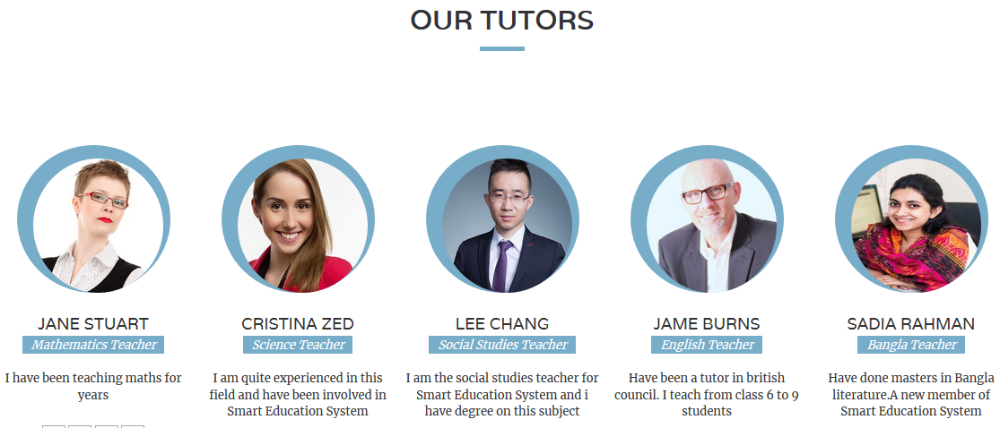 OUR TUTORS
JANE STUART
Mathematics Teacher
I have been teaching maths for
years
CRISTINA ZED
Science Teacher
I am quite experienced in this
field and have been involved in
Smart Education System
LEE CHANG
Social Studies Teacher
I am the social studies teacher for
Smart Education System and i
have degree on this subject
JAME BURNS
English Teacher
Have been a tutor in british
council. I teach from class 6 to 9
students
SADIA RAHMAN
Bangla Teacher
Have done masters in Bangla
literature.A new member of
Smart Education System